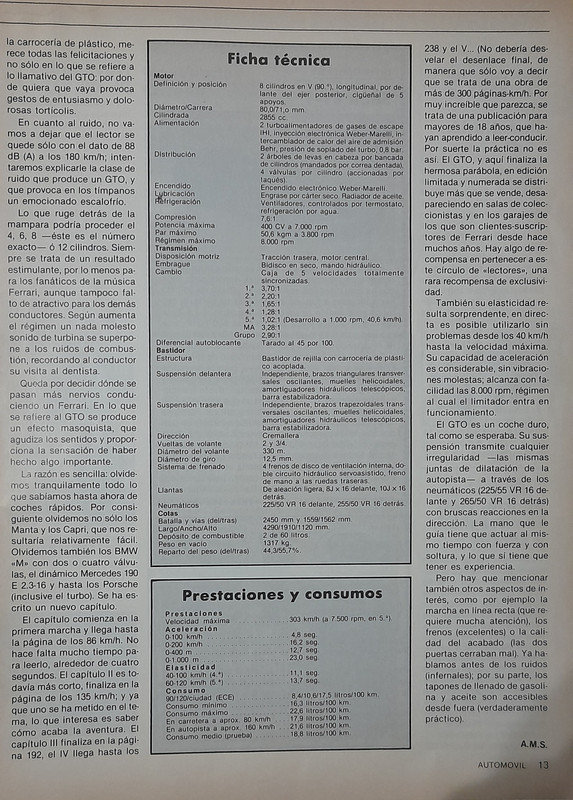 la carrocería de plástico, me-
rece todas las felicitaciones y
no sólo en lo que se refiere a
lo llamativo del GTO: por don-
de quiera que vaya provoca
gestos de entusiasmo y dolo-
rosas tortícolis.
En cuanto al ruido, no va-
mos a dejar que el lector se
quede sólo con el dato de 88
dB (A) a los 180 km/h; inten-
taremos explicarle la clase de
ruido que produce un GTO, y
que provoca en los tímpanos
un emocionado escalofrío.
Lo que ruge detrás de la
mampara podría proceder el
4, 6, 8 —éste es el número
exacto— ó 12 cilindros. Siem-
pre se trata de un resultado
estimulante, por lo menos pa-
ra los fanáticos de la música
Ferrari, aunque tampoco fal-
to de atractivo para los demás
conductores. Según aumenta
el régimen un nada molesto
sonido de turbina se superpo-
ne a los ruidos de combus-
tión, recordando al conductor
su visita al dentista.
Queda por decidir dónde se
pasan más nervios condu-
ciendo un Ferrari. En lo que
se refiere al GTO se produce
un efecto masoquista, que
agudiza los sentidos y propor-
ciona la sensación de haber
hecho algo importante.
La razón es sencilla: olvide-
mos tranquilamente todo lo
que sabíamos hasta ahora de
coches rápidos. Por consi-
guiente olvidemos no sólo los
Manta y los Capri, que nos re-
sultaría relativamente fácil.
Olvidemos también los BMW
«M» con dos o cuatro válvu-
las, el dinámico Mercedes 190
E 2.3-16 y hasta los Porsche
(inclusive el turbo). Se ha es-
crito un nuevo capítulo.
El capítulo comienza en la
primera marcha y llega hasta
la página de los 86 km/h. No
hace falta mucho tiempo pa-
ra leerlo, alrededor de cuatro
segundos. El capítulo II es to-
davía más corto, finaliza en la
página de los 135 km/h; y ya
que uno se ha metido en el te-
ma, lo que interesa es saber
cómo acaba la aventura. El
capítulo III finaliza en la pági-
na 192, el IV llega hasta los
Ficha técnica
Motor
Definición y posición 8 cilindros en V (90.°), longitudinal, por de-
lante del ejer posterior, cigüeñal de 5
apoyos.
Diámetro/Carrera 80,0/71,0 mm.
Cilindrada 2855 cc.
Alimentación 2 turboalimentadores de gases de escape
IHI, inyección electrónica Weber-Marelli, in-
tercambiador de calor del aire de admisión
Behr, presión de soplado del turbo, 0,8 bar.
Distribución 2 árboles de levas en cabeza por bancada
de cilindros (mandados por correa dentada),
4 válvulas por cilindro (accionadas por
taqués).
Encendido Encendido electrónico Weber-Marelli.
Lubricación Engrase por cárter seco. Radiador de aceite.
Refrigeración Ventiladores, controlados por termostato,
refrigeración por agua.
Compresión 7,6:1
Potencia máxima 400 CV a 7.000 rpm
Par máximo 50,6 kgm a 3.800 rpm
Régimen máximo 8.000 rpm
Transmisión
Disposición motriz Tracción trasera, motor central.
Embrague Bidisco en seco, mando hidráulico.
Cambio Caja de 5 velocidades totalmente
sincronizadas.
1.ª 3,70:1
2.ª 2,20:1
3.ª 1,65:1
4.ª 1,28:1
5.ª 1,02:1 (Desarrollo a 1.000 rpm, 40,6 km/h).
MA 3,28:1
Grupo 2,90:1
Diferencial autoblocante Tarado al 45 por 100.
Bastidor
Estructura Bastidor de rejilla con carrocería de plásti-
co acoplada.
Suspensión delantera Independiente, brazos triangulares transver-
sales oscilantes, muelles helicoidales,
amortiguadores hidráulicos telescópicos,
barra estabilizadora.
Suspensión trasera Independiente, brazos trapezoidales trans-
versales oscilantes, muelles helicoidales,
amortiguadores hidráulicos telescópicos,
barra estabilizadora.
Dirección Cremallera
Vueltas de volante 2 y 3/4.
Diámetro del volante 330 m.
Diámetro de giro 12,5 mm.
Sistema de frenado 4 frenos de disco de ventilación interna, do-
ble circuito hidráulico servoasistido, freno
de mano a las ruedas traseras.
Llantas De aleación ligera, 8J × 16 delante, 10J × 16
detrás.
Neumáticos 225/50 VR 16 delante, 255/50 VR 16 detrás.
Cotas
Batalla y vías (del/tras) 2450 mm y 1559/1562 mm.
Largo/Ancho/Alto 4290/1910/1120 mm.
Depósito de combustible 2 de 60 litros.
Peso en vacío 1317 kg.
Reparto del peso (del/tras) 44,3/55,7%.
Prestaciones y consumos
Prestaciones
Velocidad máxima 303 km/h (a 7.500 rpm, en 5.ª).
Aceleración
0-100 km/h 4,8 seg.
0-200 km/h 16,2 seg.
0-400 m 12,7 seg.
0-1.000 m 23,0 seg.
Elasticidad
40-100 km/h (4.ª) 11,1 seg.
60-120 km/h (5.ª) 13,7 seg.
Consumo
90/120/ciudad (ECE) 8,4/10,6/17,5 litros/100 km.
Consumo mínimo 16,3 litros/100 km.
Consumo máximo 22,6 litros/100 km.
En carretera a aprox. 80 km/h 17,9 litros/100 km.
En autopista a aprox. 160 km/h 21,6 litros/100 km.
Consumo medio (prueba) 18,8 litros/100 km.
238 y el V... (No debería des-
velar el desenlace final, de
manera que sólo voy a decir
que se trata de una obra de
más de 300 páginas-km/h. Por
muy increíble que parezca, se
trata de una publicación para
mayores de 18 años, que ha-
yan aprendido a leer-conducir.
Por suerte la práctica no es
así. El GTO, y aquí finaliza la
hermosa parábola, en edición
limitada y numerada se distri-
buye más que se vende, desa-
pareciendo en salas de colec-
cionistas y en los garajes de
los que son clientes-suscrip-
tores de Ferrari desde hace
muchos años. Hay algo de re-
compensa en pertenecer a es-
te círculo de «lectores», una
rara recompensa de exclusivi-
dad.
También su elasticidad re-
sulta sorprendente, en direc-
ta es posible utilizarlo sin
problemas desde los 40 km/h
hasta la velocidad máxima.
Su capacidad de aceleración
es considerable, sin vibracio-
nes molestas; alcanza con fa-
cilidad las 8.000 rpm, régimen
al cual el limitador entra en
funcionamiento.
El GTO es un coche duro,
tal como se esperaba. Su sus-
pensión transmite cualquier
irregularidad —las mismas
juntas de dilatación de la
autopista— a través de los
neumáticos (225/55 VR 16 de-
lante y 265/50 VR 16 detrás)
con bruscas reacciones en la
dirección. La mano que le
guía tiene que actuar al mis-
mo tiempo con fuerza y con
soltura, y lo que sí tiene que
tener es experiencia.
Pero hay que mencionar
también otros aspectos de in-
terés, como por ejemplo la
marcha en línea recta (que re-
quiere mucha atención), los
frenos (excelentes) o la cali-
dad del acabado (las dos
puertas cerraban mal). Ya ha-
blamos antes de los ruidos
(infernales); por su parte, los
tapones de llenado de gasoli-
na y aceite son accesibles
desde fuera (verdaderamente
práctico).
A.M.S.
AUTOMOVIL 13